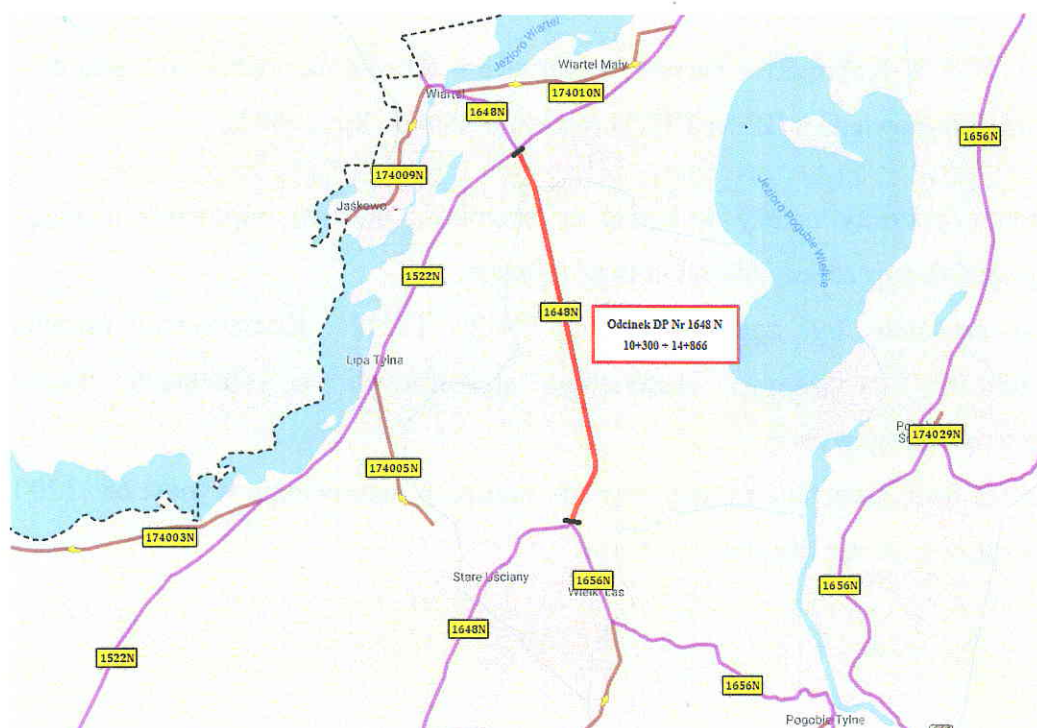 Jezioro Wiartel
Wiartel Mały
Wiartel
174010N
1648N
1656N
174009N
Jaśkowo
Jezioro Pogubie Wielkie
1522N
1648N
Odcinek DP Nr 1648 N
10+300 ÷ 14+866
Lipa Tylna
174029N
174005N
174003N
Stare Uściany
1656N
Wielki Las
1656N
1648N
1522N
1656N
Pogobie Tylne